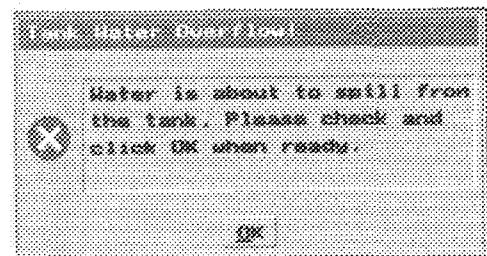 Tank Water Overflow!
Water is about to spill from
the tank. Please check and
click OK when ready.
OK